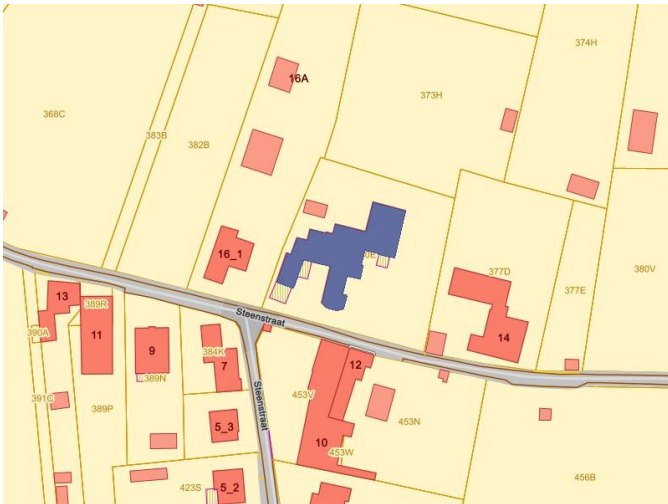 374H
16A
373H
368C
383B
382B
0E
16_1
377D
380V
377E
13
389R
11
390A
Steenstraat
9
384K
7
14
12
389N
Steenstraat
391C
389P
453V
453N
5_3
10
453W
456B
423S
5_2